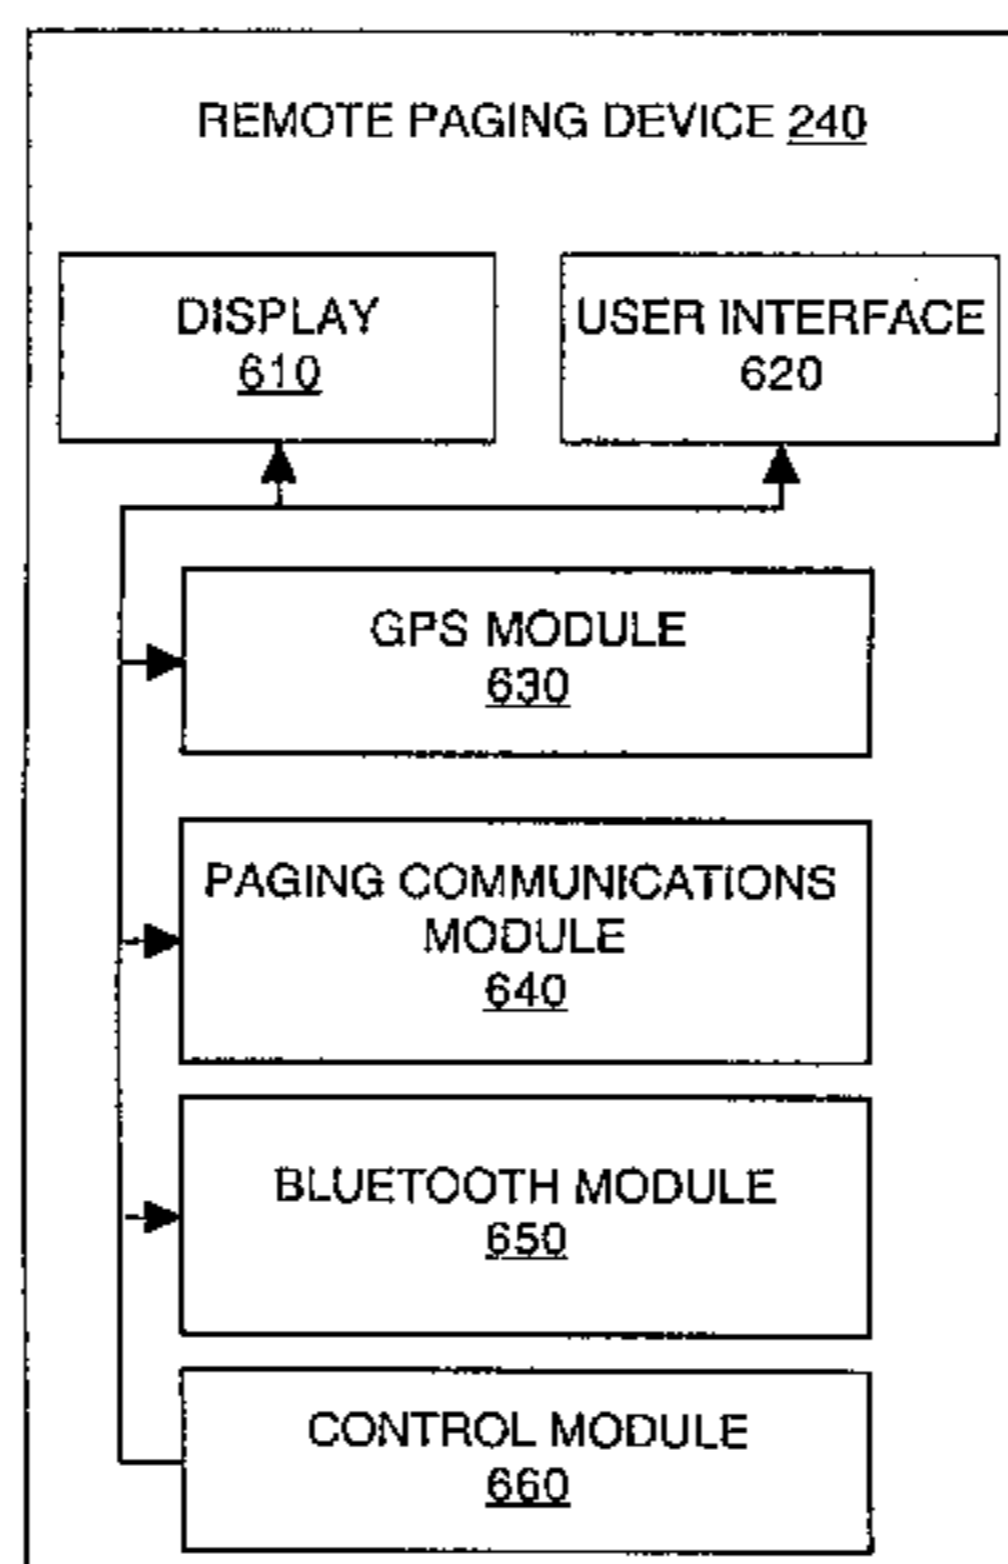 REMOTE PAGING DEVICE 240
DISPLAY
610
USER INTERFACE
620
GPS MODULE
630
PAGING COMMUNICATIONS
MODULE
640
BLUETOOTH MODULE
650
CONTROL MODULE
660